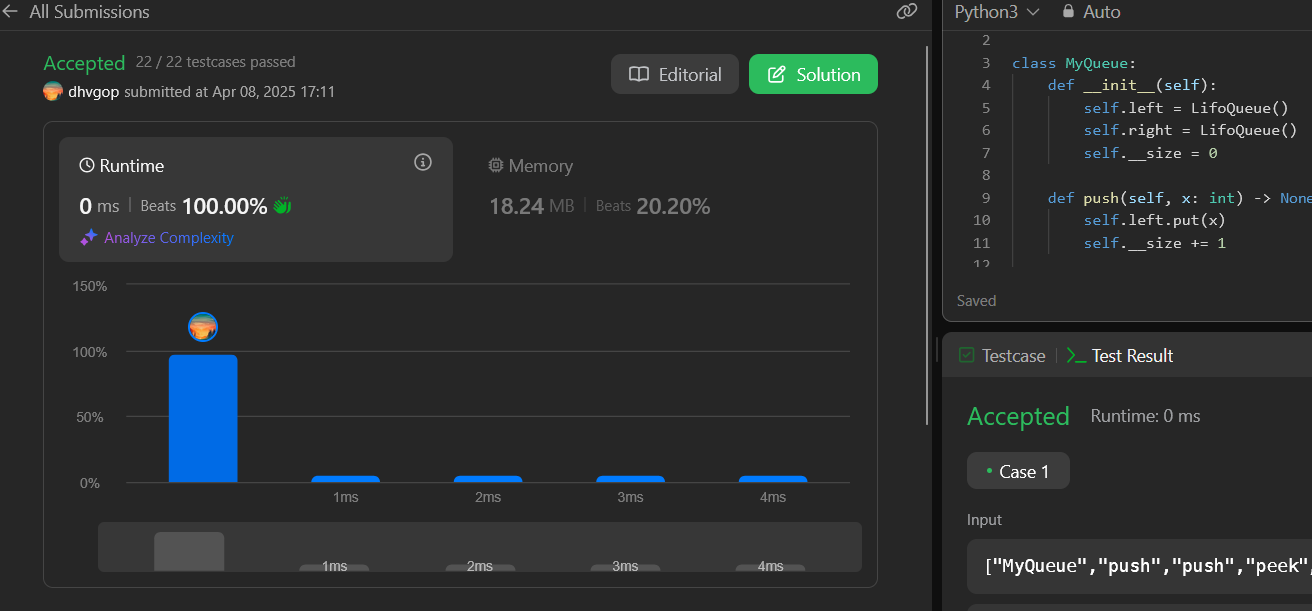 All Submissions
Accepted 22 / 22 testcases passed
dhvgop submitted at Apr 08, 2025 17:11
Editorial
Solution
Runtime
0 ms | Beats 100.00%
Analyze Complexity
Memory
18.24 MB | Beats 20.20%
150%
100%
50%
0%
1ms 2ms 3ms 4ms
1ms 2ms 3ms 4ms
Python3 Auto
2
3 class MyQueue:
4 def __init__(self):
5 self.left = LifoQueue()
6 self.right = LifoQueue()
7 self.__size = 0
8
9 def push(self, x: int) -> None
10 self.left.put(x)
11 self.__size += 1
12
Saved
Testcase | >_ Test Result
Accepted Runtime: 0 ms
• Case 1
Input
["MyQueue","push","push","peek",